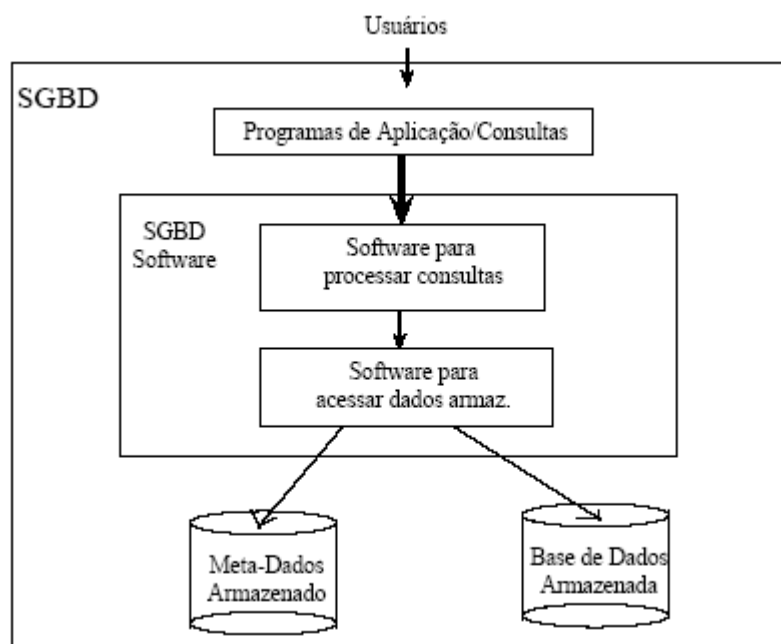 Usuários
SGBD
Programas de Aplicação/Consultas
SGBD
Software
Software para
processar consultas
Software para
acessar dados armaz.
Meta-Dados
Armazenado
Base de Dados
Armazenada